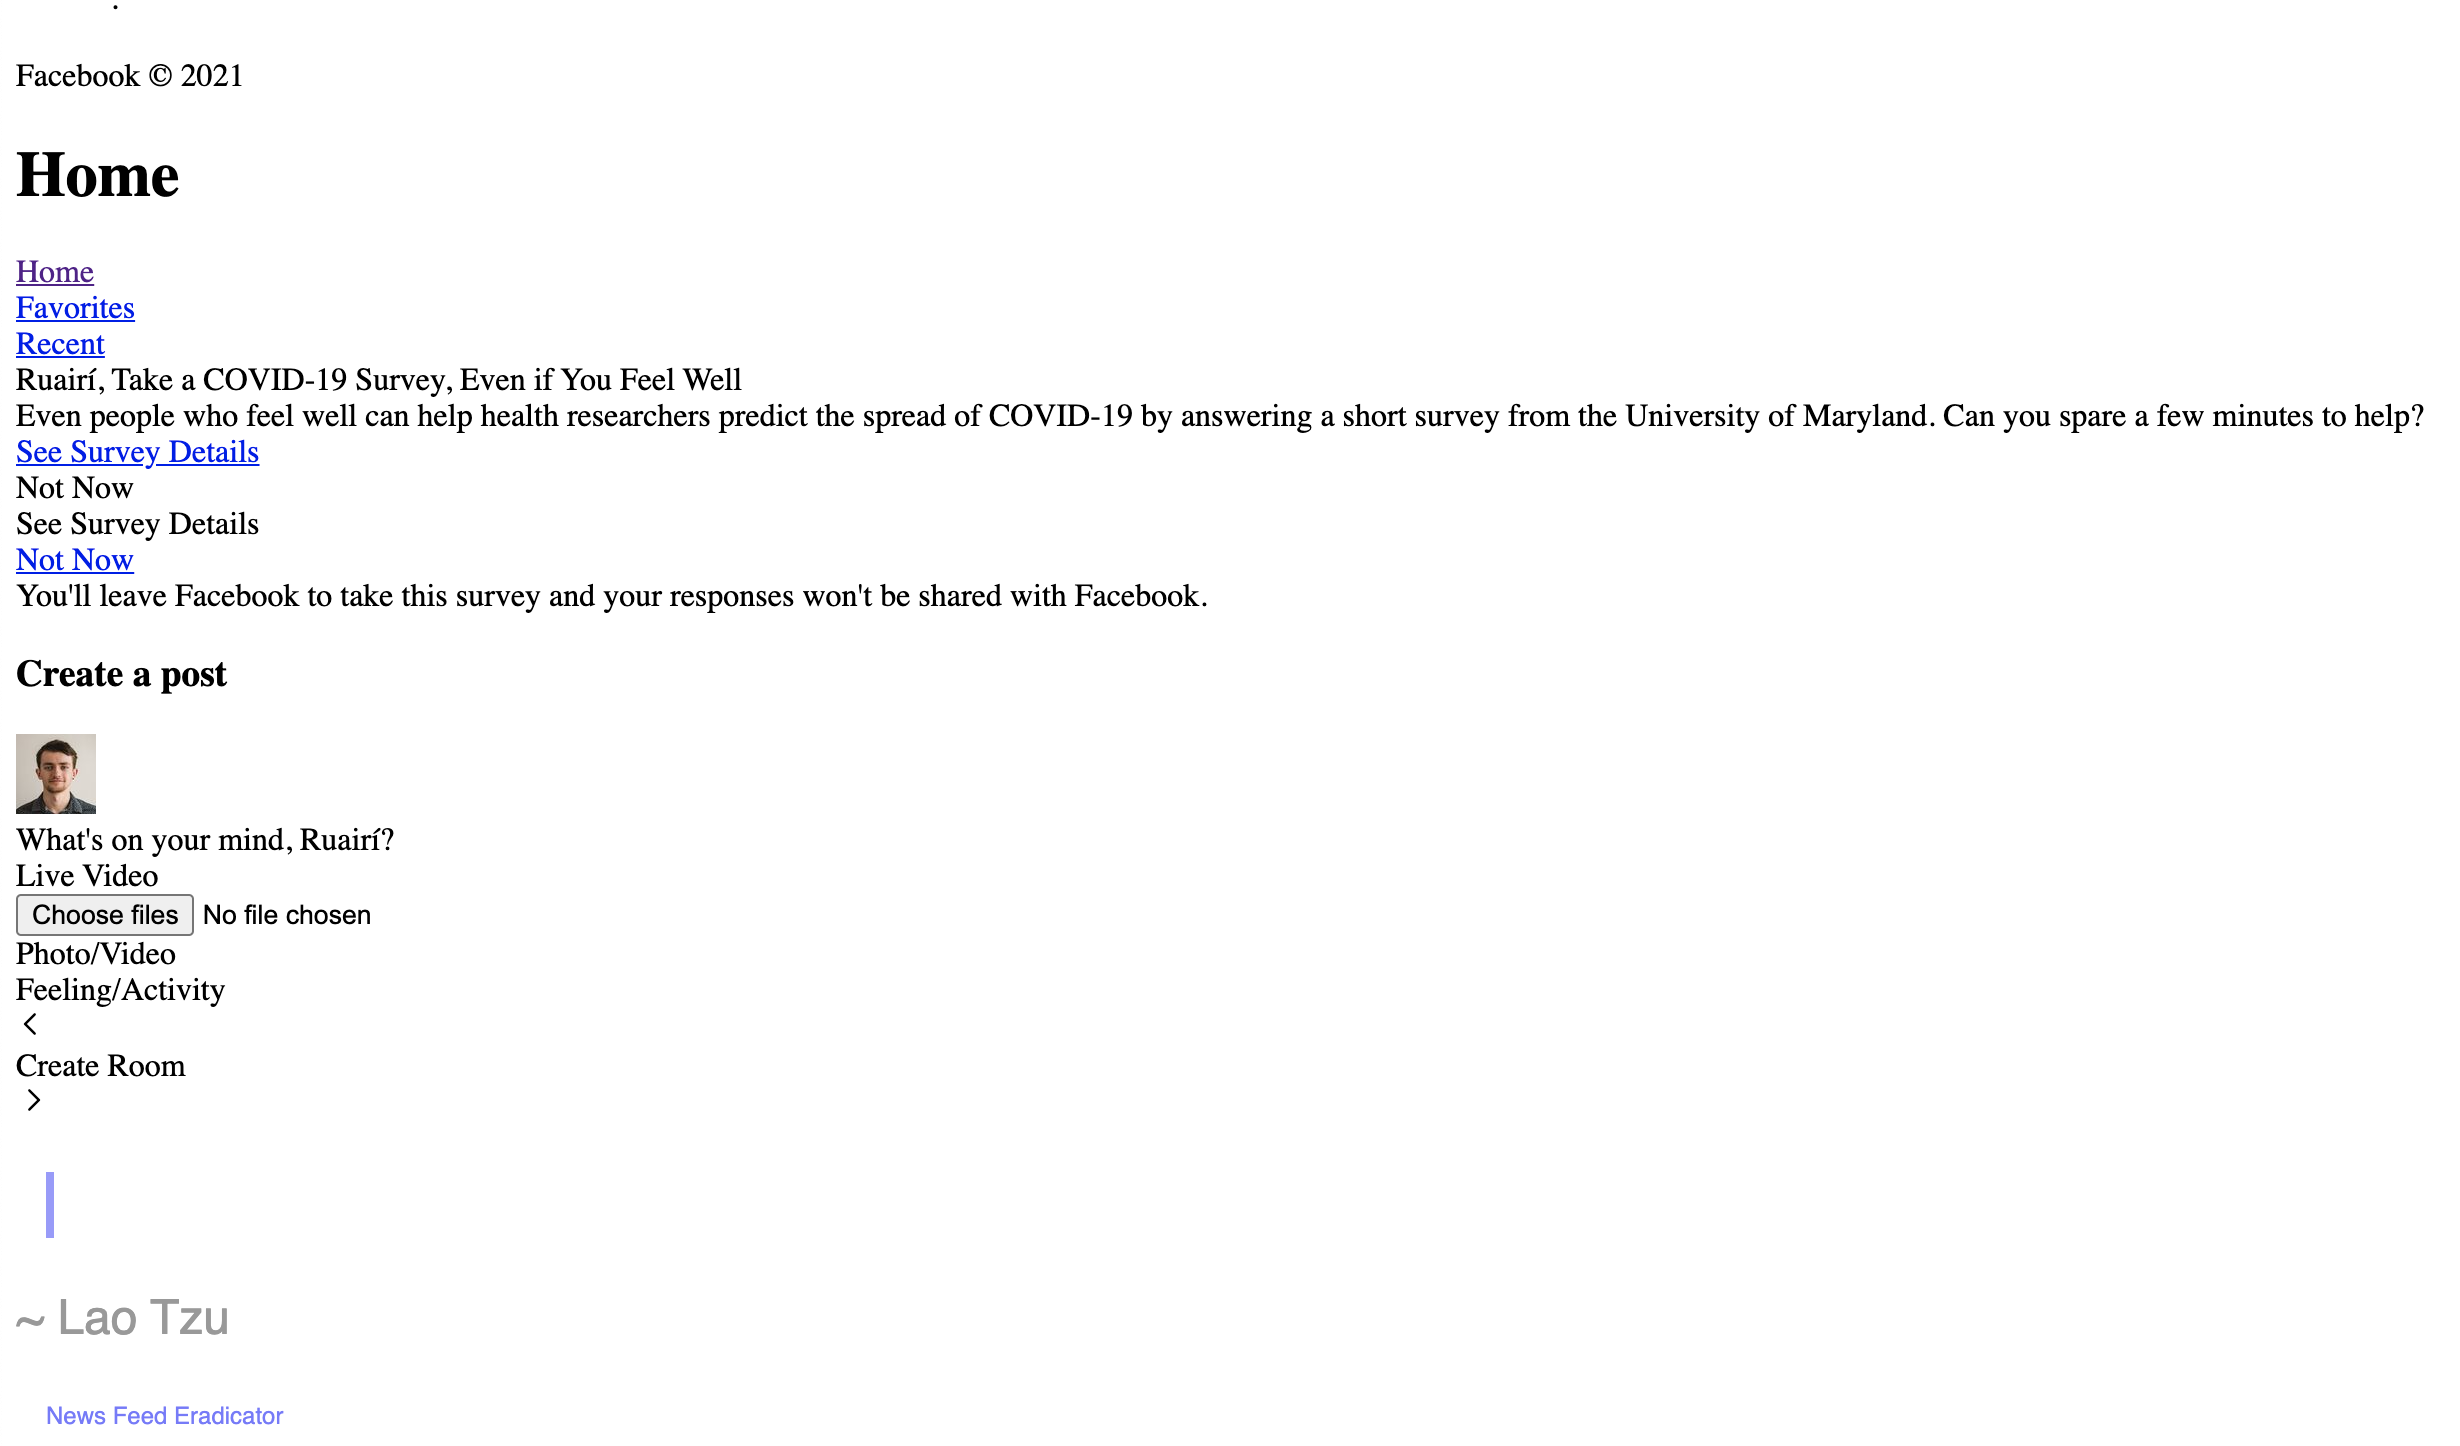 Facebook © 2021
Home
Home
Favorites
Recent
Ruairí, Take a COVID-19 Survey, Even if You Feel Well
Even people who feel well can help health researchers predict the spread of COVID-19 by answering a short survey from the University of Maryland. Can you spare a few minutes to help?
See Survey Details
Not Now
See Survey Details
Not Now
You'll leave Facebook to take this survey and your responses won't be shared with Facebook.
Create a post
What's on your mind, Ruairí?
Live Video
Choose files No file chosen
Photo/Video
Feeling/Activity
Create Room
~ Lao Tzu
News Feed Eradicator